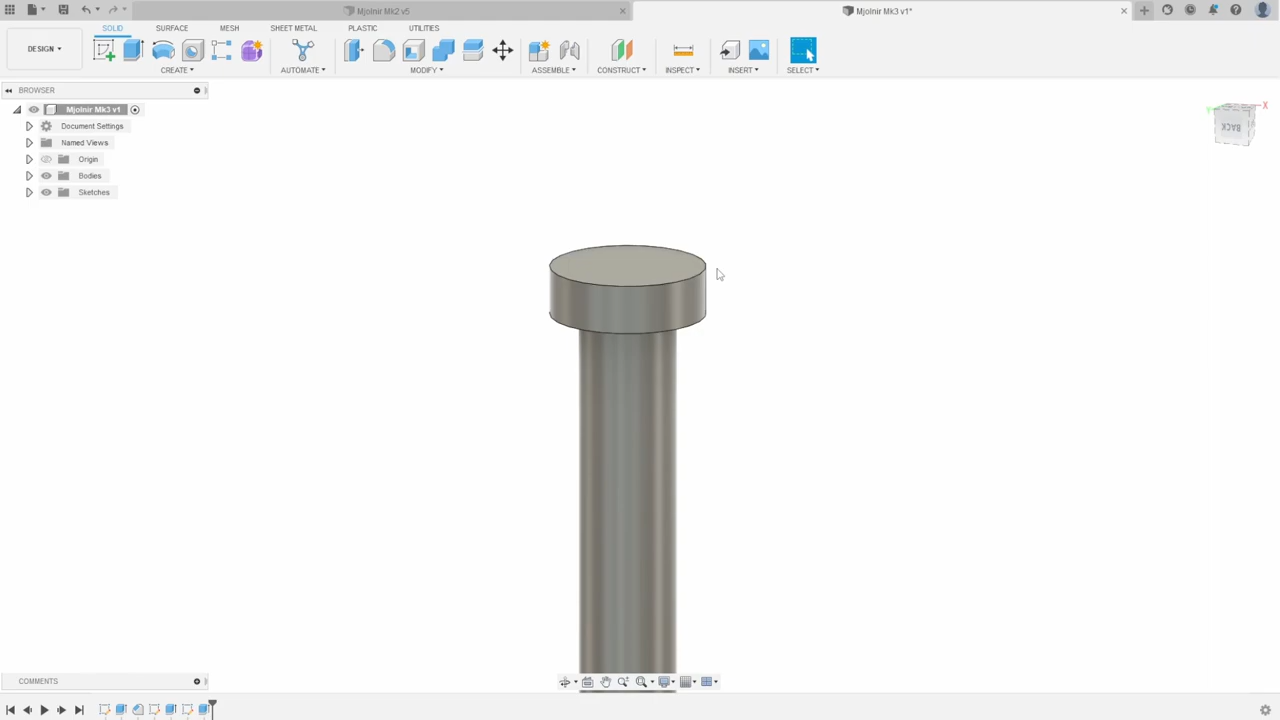 Mjolnir Mk2 v5
Mjolnir Mk3 v1*
SOLID
SURFACE
MESH
SHEET METAL
PLASTIC
UTILITIES
DESIGN
CREATE
AUTOMATE
MODIFY
ASSEMBLE
CONSTRUCT
INSPECT
INSERT
SELECT
BROWSER
Mjolnir Mk3 v1
Document Settings
Named Views
Origin
Bodies
Sketches
X
Y
BACK
COMMENTS